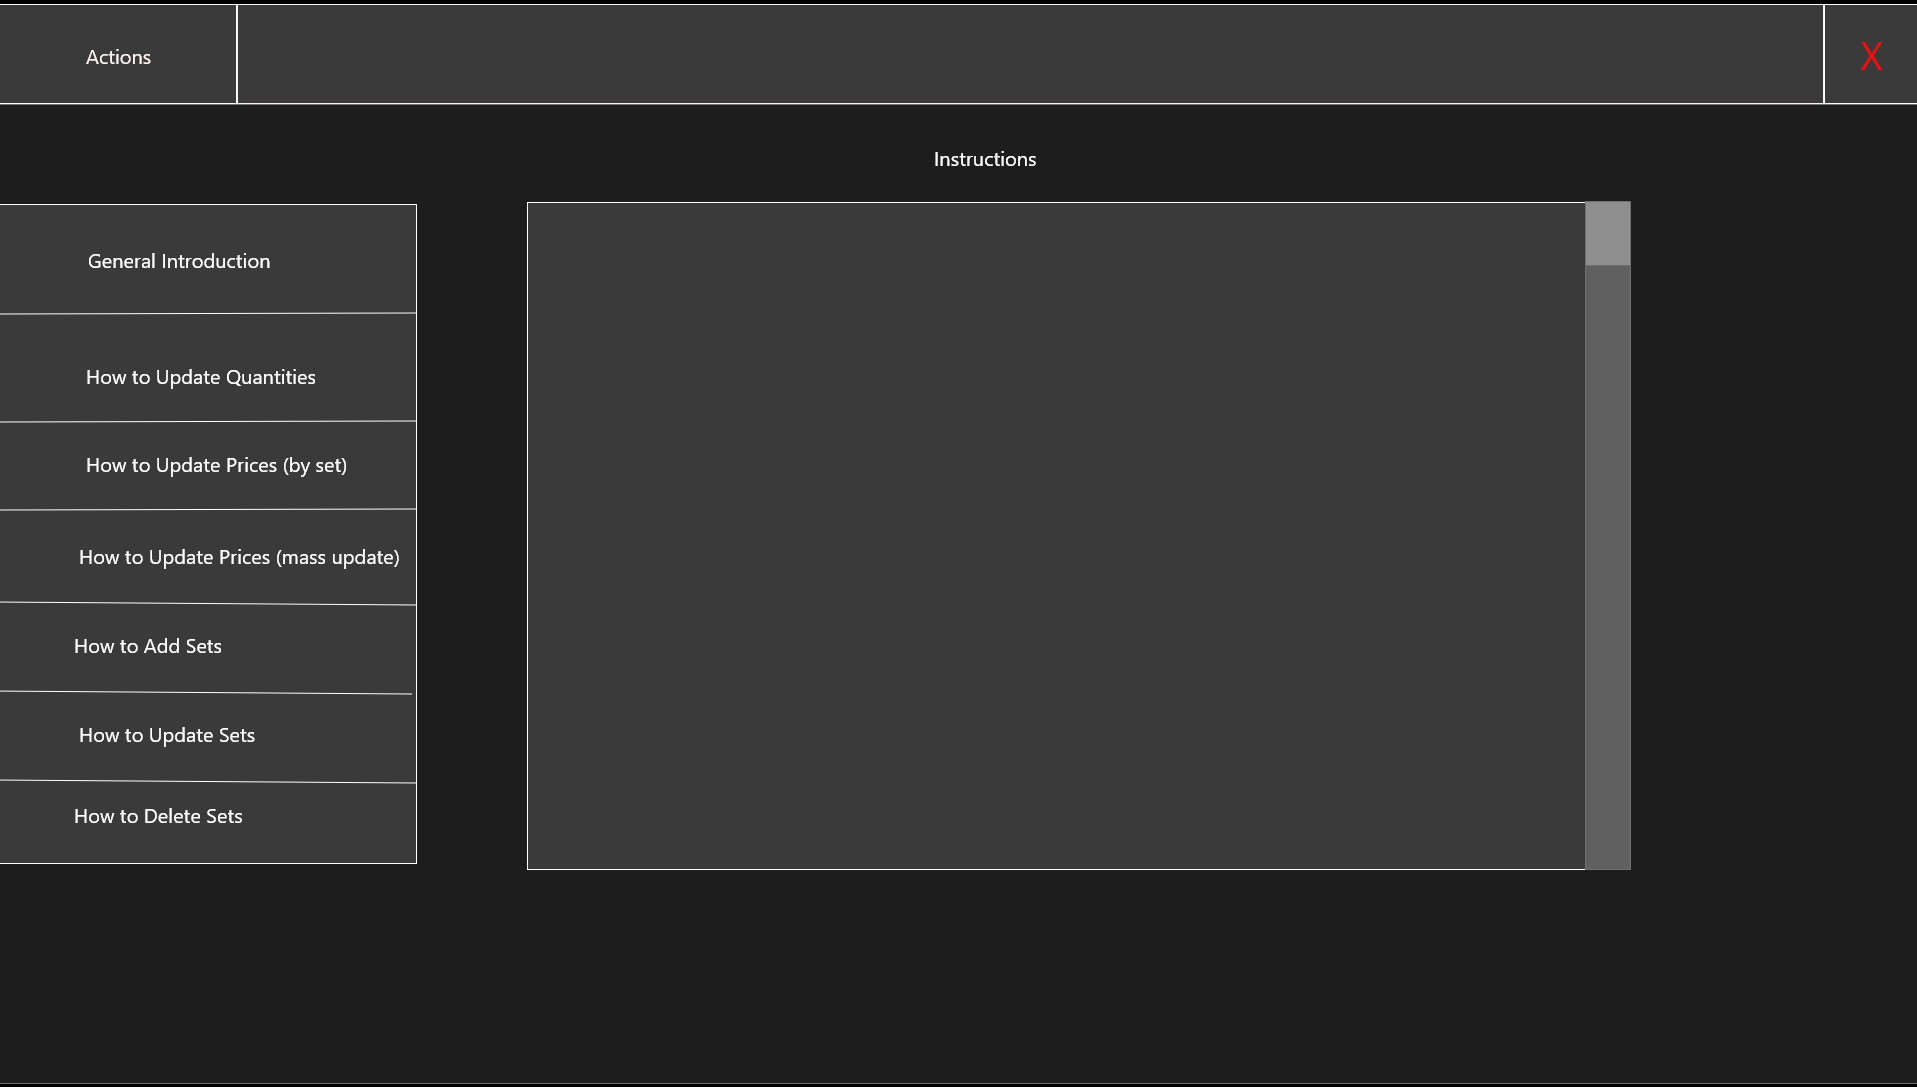 Actions
X
Instructions
General Introduction
How to Update Quantities
How to Update Prices (by set)
How to Update Prices (mass update)
How to Add Sets
How to Update Sets
How to Delete Sets